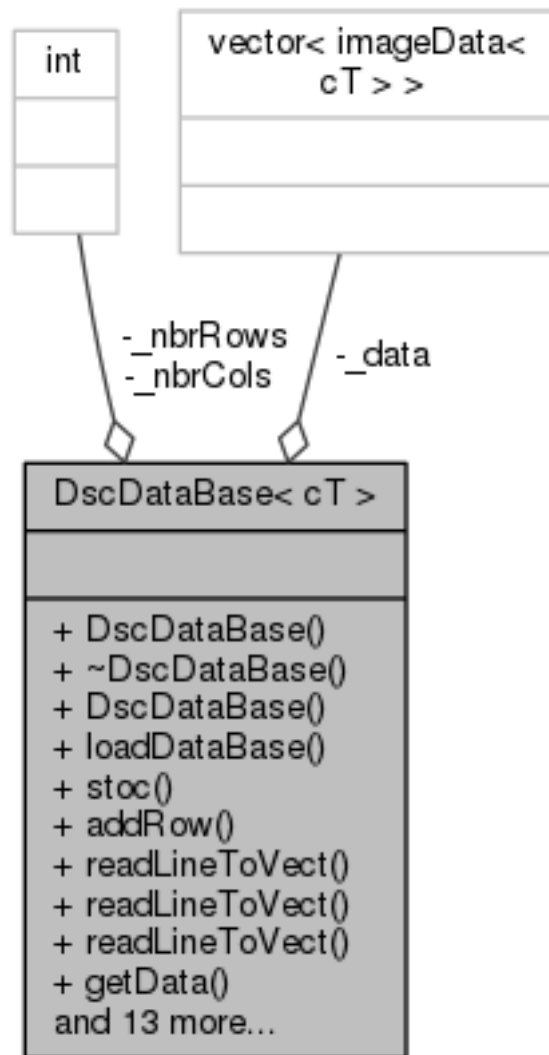 int
vector< imageData<
cT > >
-_nbrRows
-_nbrCols
-_data
DscDataBase< cT >
+ DscDataBase()
+ ~DscDataBase()
+ DscDataBase()
+ loadDataBase()
+ stoc()
+ addRow()
+ readLineToVect()
+ readLineToVect()
+ readLineToVect()
+ getData()
and 13 more...